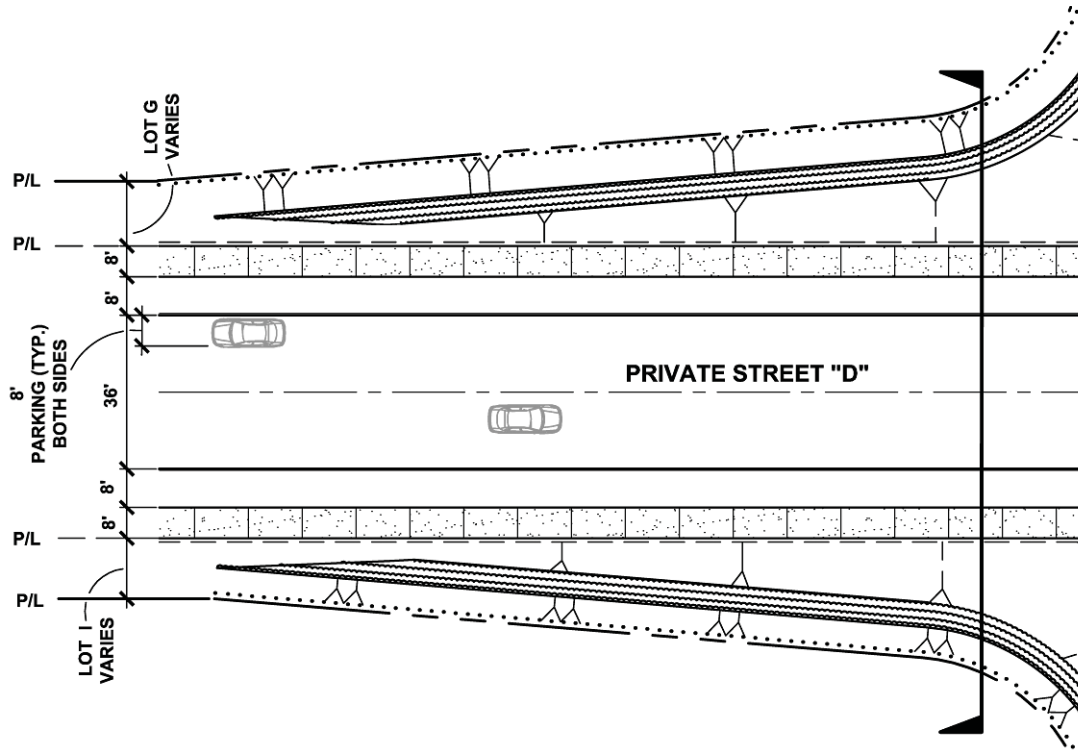 LOT G
VARIES
P/L
P/L
8'
8'
8'
PARKING (TYP.)
BOTH SIDES
36'
PRIVATE STREET "D"
8'
8'
P/L
P/L
LOT I
VARIES